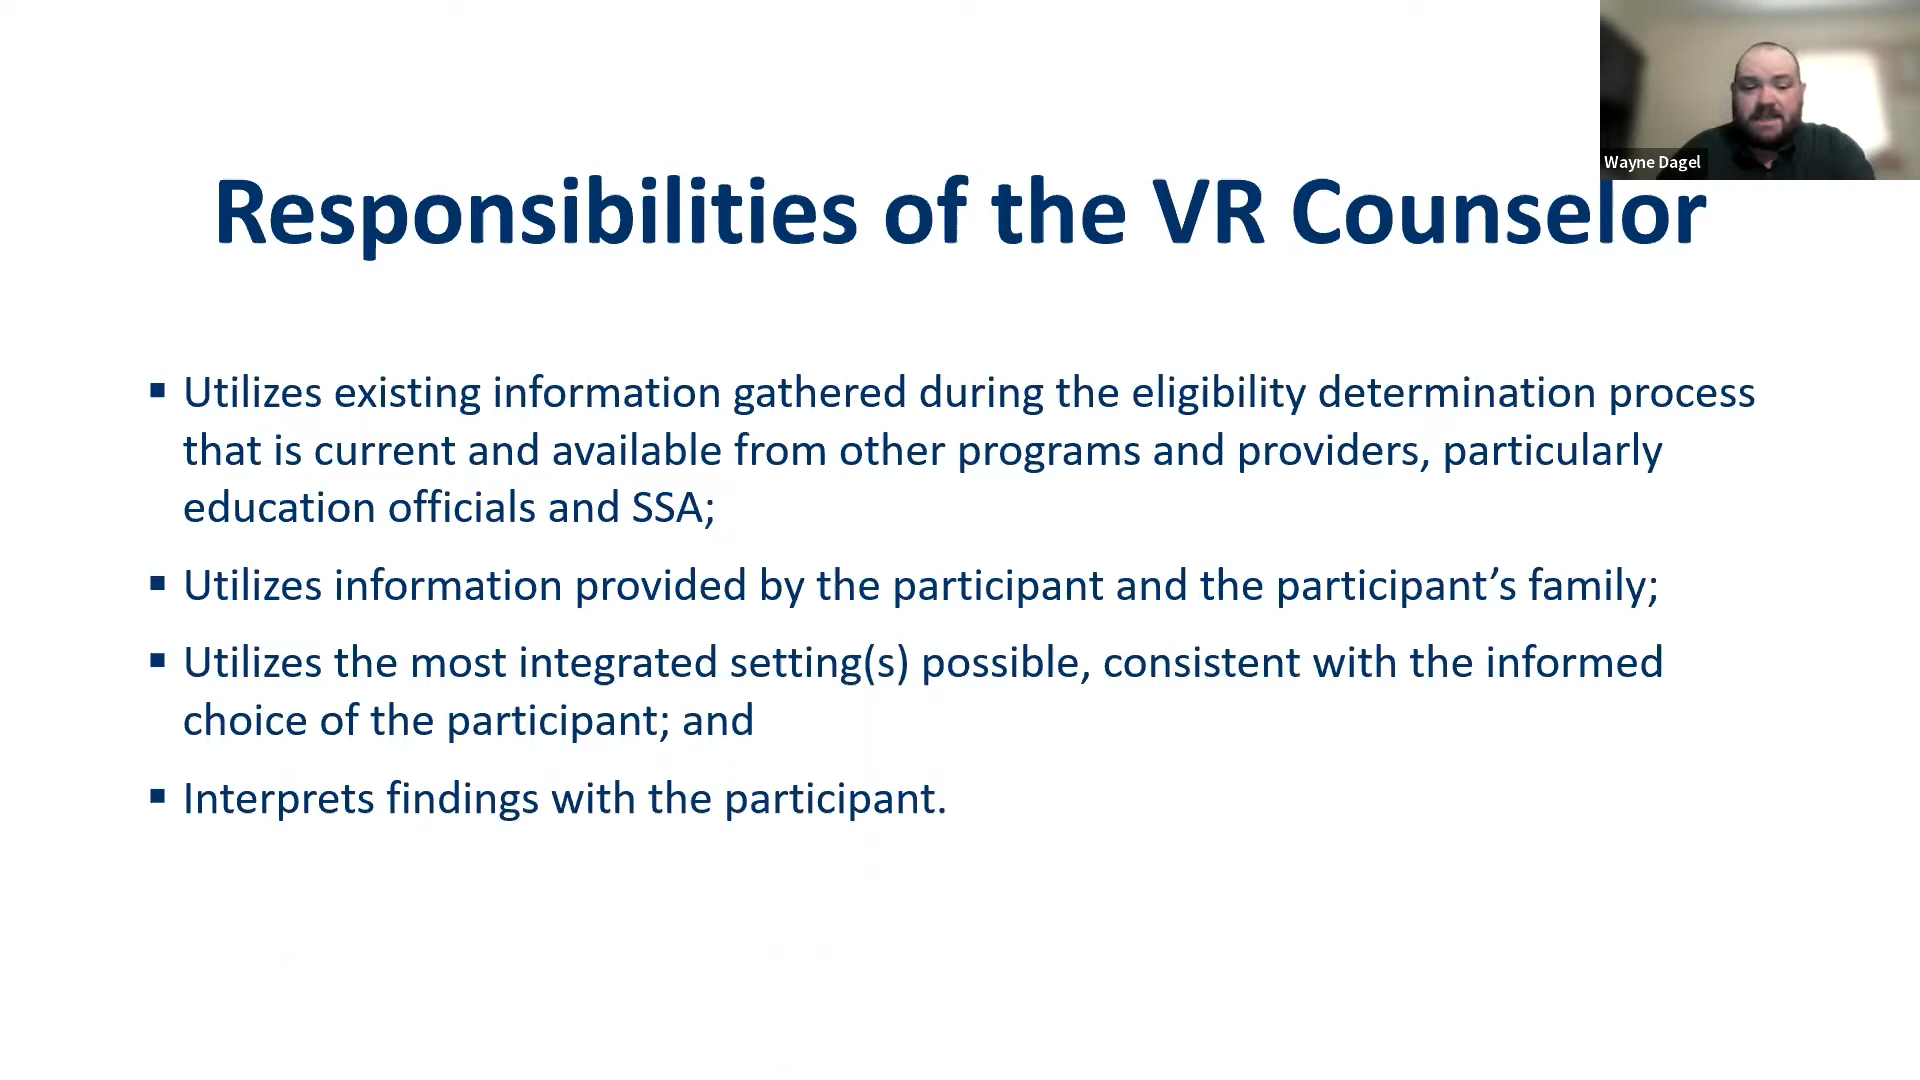 Wayne Dagel
Responsibilities of the VR Counselor
▪ Utilizes existing information gathered during the eligibility determination process
that is current and available from other programs and providers, particularly
education officials and SSA;
▪ Utilizes information provided by the participant and the participant’s family;
▪ Utilizes the most integrated setting(s) possible, consistent with the informed
choice of the participant; and
▪ Interprets findings with the participant.